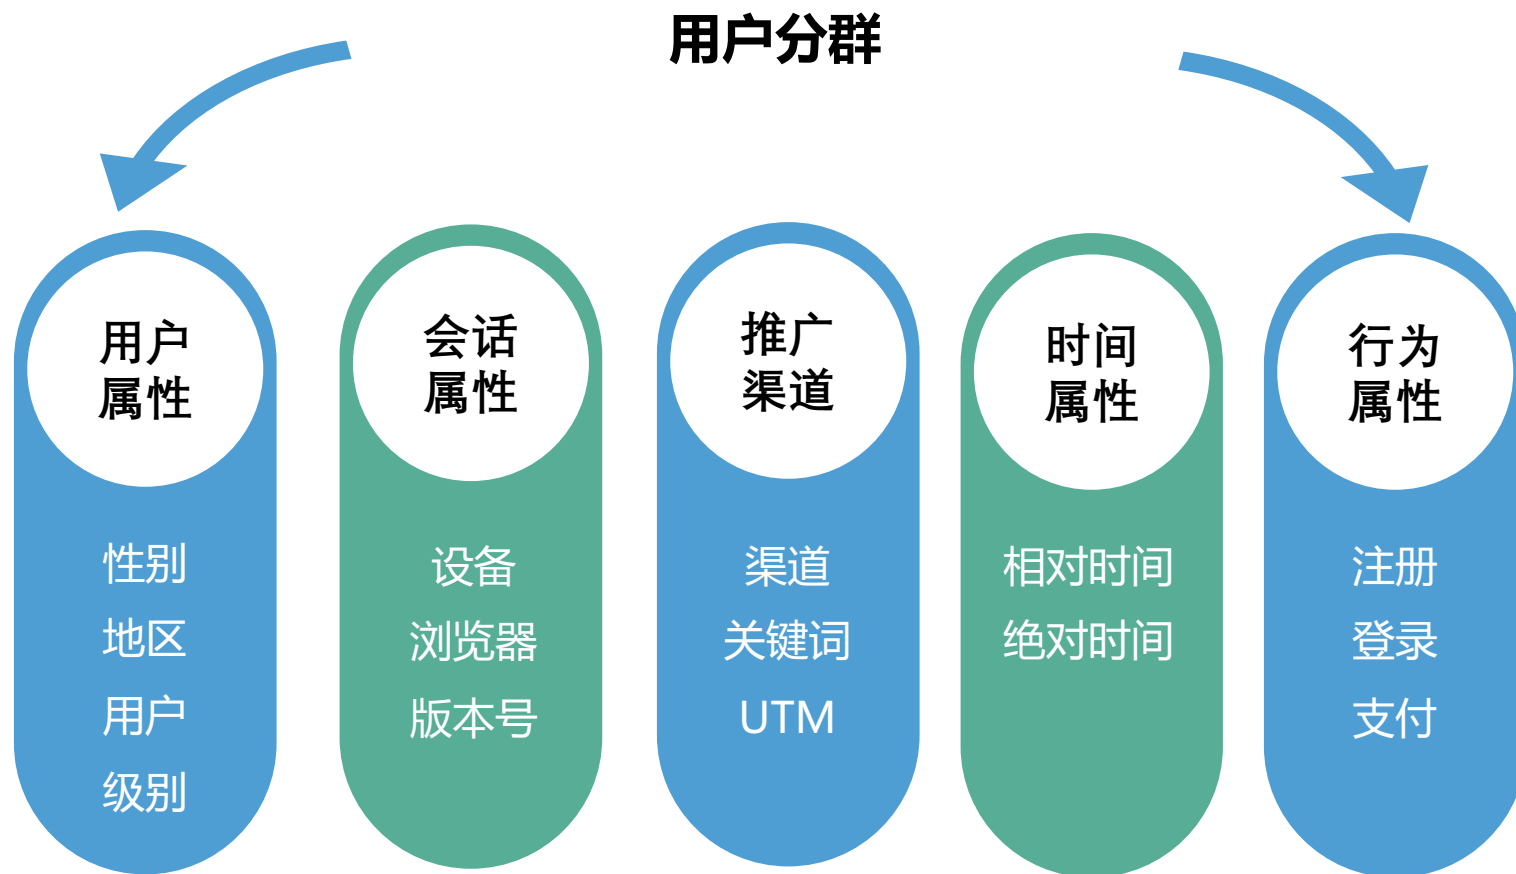 用户分群
用户
属性
性别
地区
用户
级别
会话
属性
设备
浏览器
版本号
推广
渠道
渠道
关键词
UTM
时间
属性
相对时间
绝对时间
行为
属性
注册
登录
支付